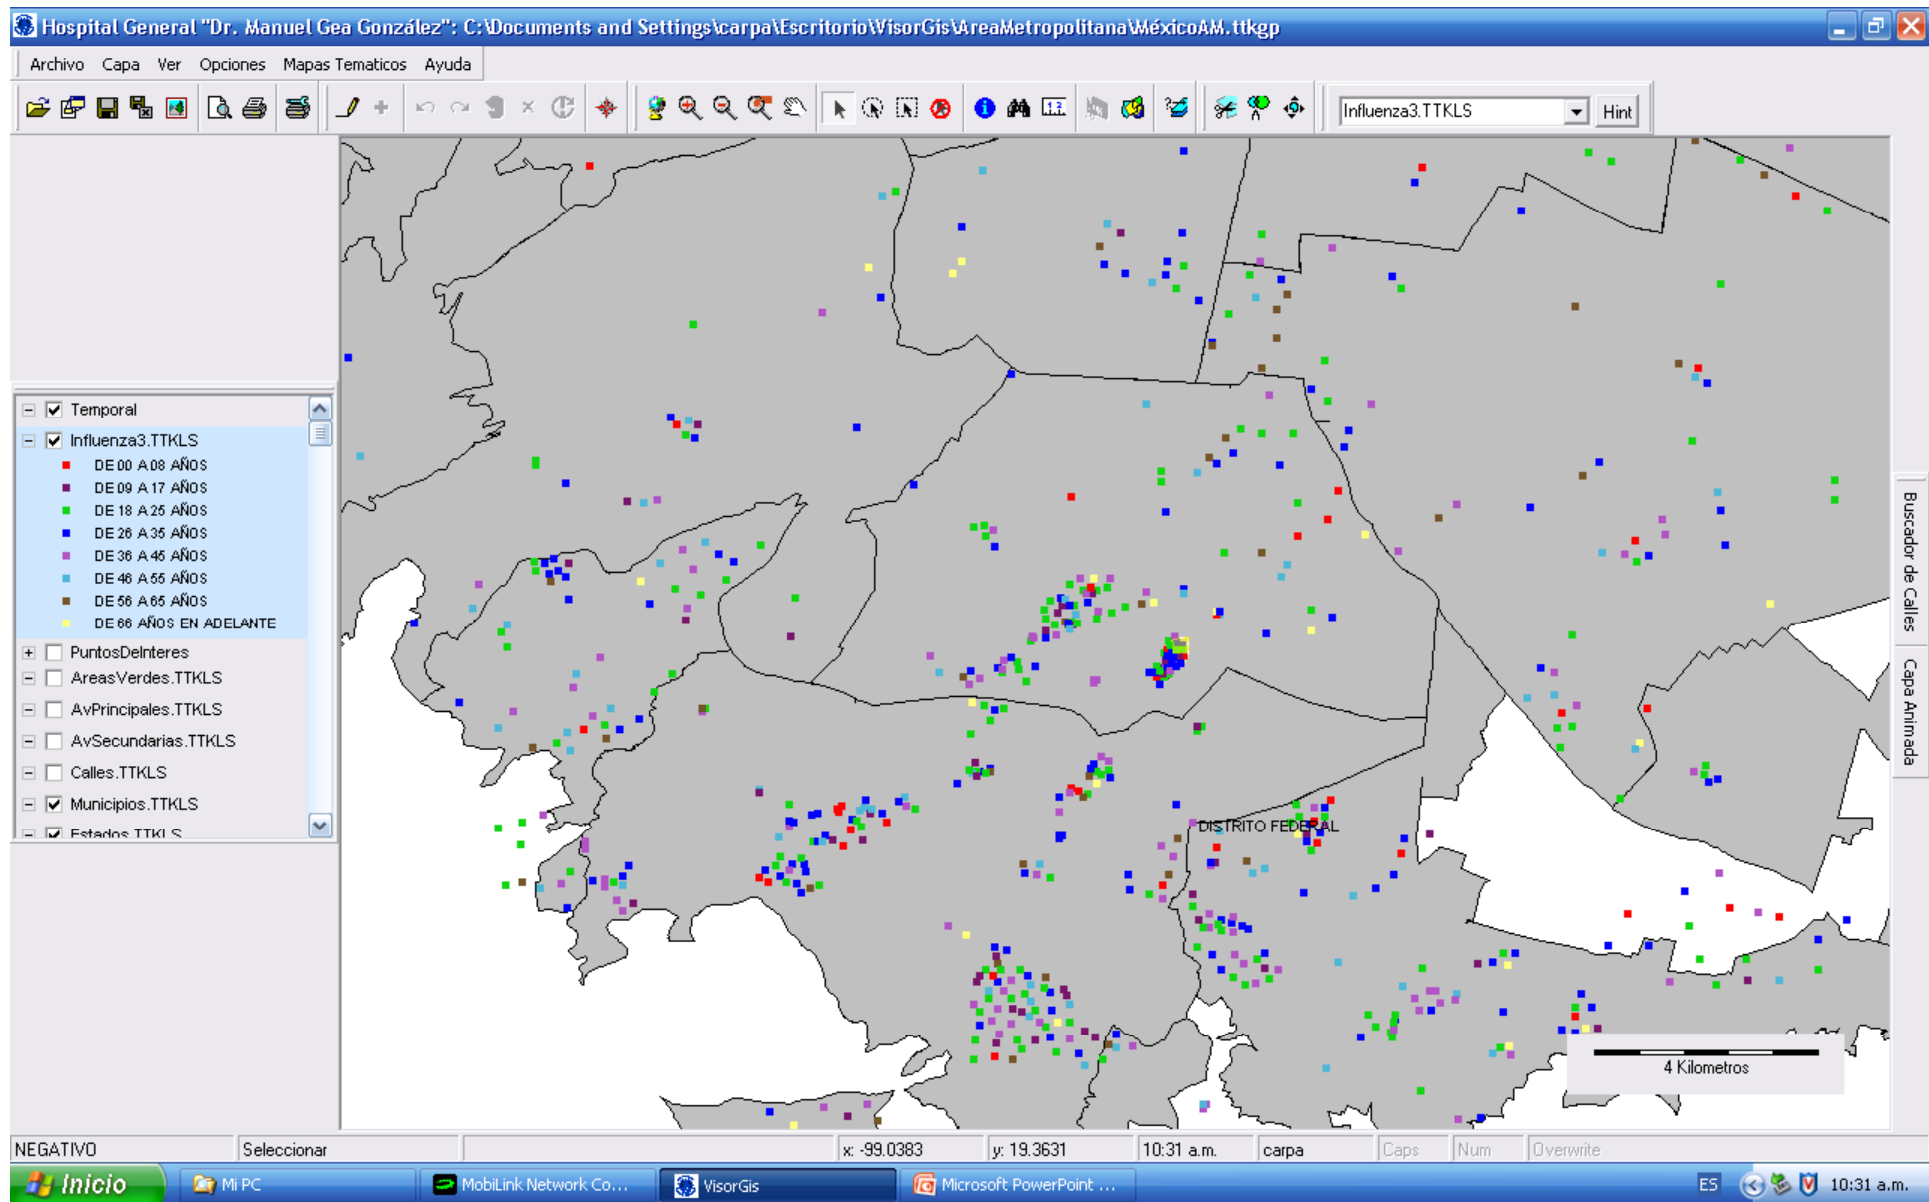 Hospital General "Dr. Manuel Gea González": C:\Documents and Settings\carpa\Escritorio\VisorGis\AreaMetropolitana\MéxicoAM.ttkgp
Archivo Capa Ver Opciones Mapas Tematicos Ayuda
Influenza3.TTKLS
Hint
Temporal
Influenza3.TTKLS
DE 00 A 08 AÑOS
DE 09 A 17 AÑOS
DE 18 A 25 AÑOS
DE 26 A 35 AÑOS
DE 36 A 45 AÑOS
DE 46 A 55 AÑOS
DE 56 A 65 AÑOS
DE 66 AÑOS EN ADELANTE
PuntosDeInteres
AreasVerdes.TTKLS
AvPrincipales.TTKLS
AvSecundarias.TTKLS
Calles.TTKLS
Municipios.TTKLS
Estados.TTKLS
DISTRITO FEDERAL
4 Kilometros
Buscador de Calles
Capa Animada
NEGATIVO Seleccionar x: -99.0383 y: 19.3631 10:31 a.m. carpa Caps Num Overwrite
Inicio Mi PC MobiLink Network Co... VisorGis Microsoft PowerPoint ... ES 10:31 a.m.